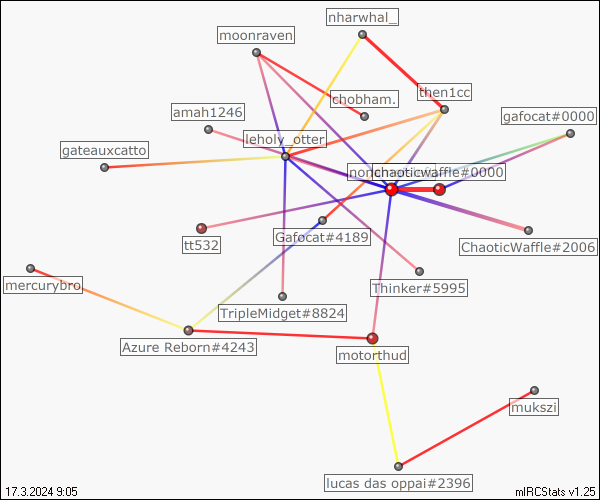 nharwhal_
moonraven
chobham.
then1cc
amah1246
gafocat#0000
leholy_otter
gateauxcatto
chaoticwaffle#0000
Gafocat#4189
tt532
ChaoticWaffle#2006
Thinker#5995
mercurybro
TripleMidget#8824
Azure Reborn#4243
motorthud
mukszi
lucas das oppai#2396
17.3.2024 9:05
mIRCStats v1.25